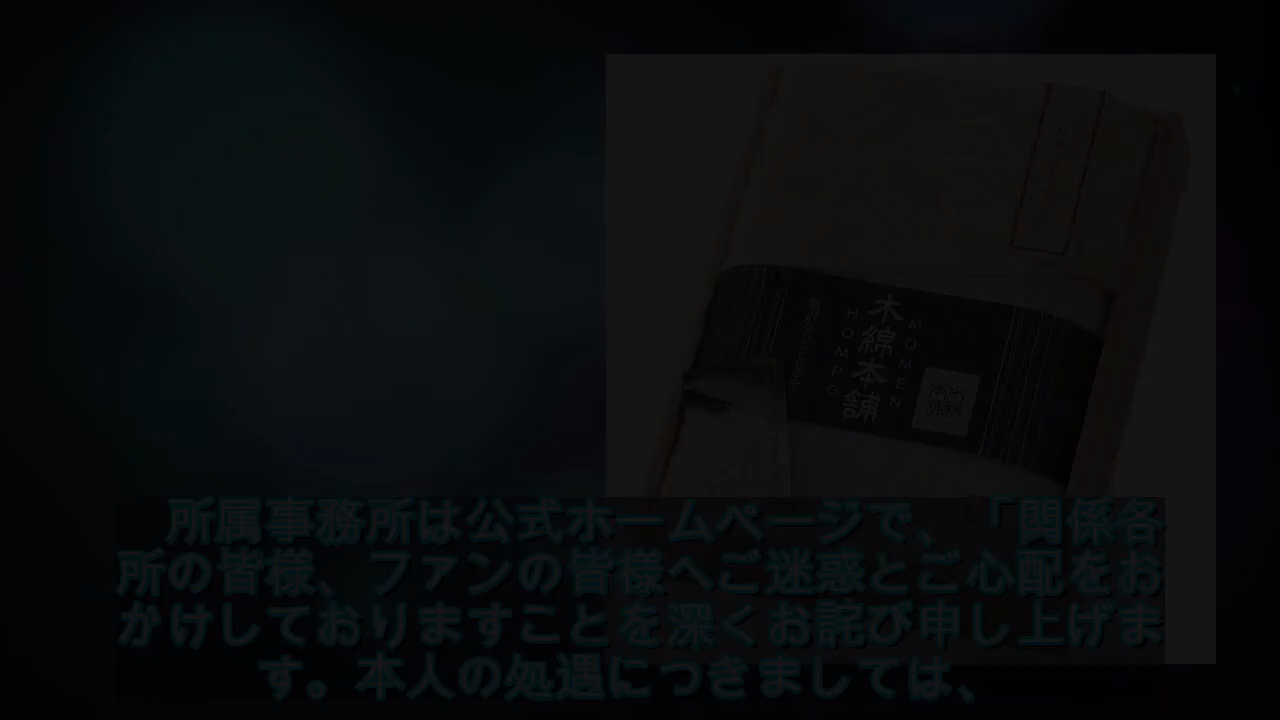 木綿本舗
MOMEN
HOMPO
所属事務所は公式ホームページで、「関係各
所の皆様、ファンの皆様へご迷惑とご心配をお
かけしておりますことを深くお詫び申し上げま
す。本人の処遇につきましては、